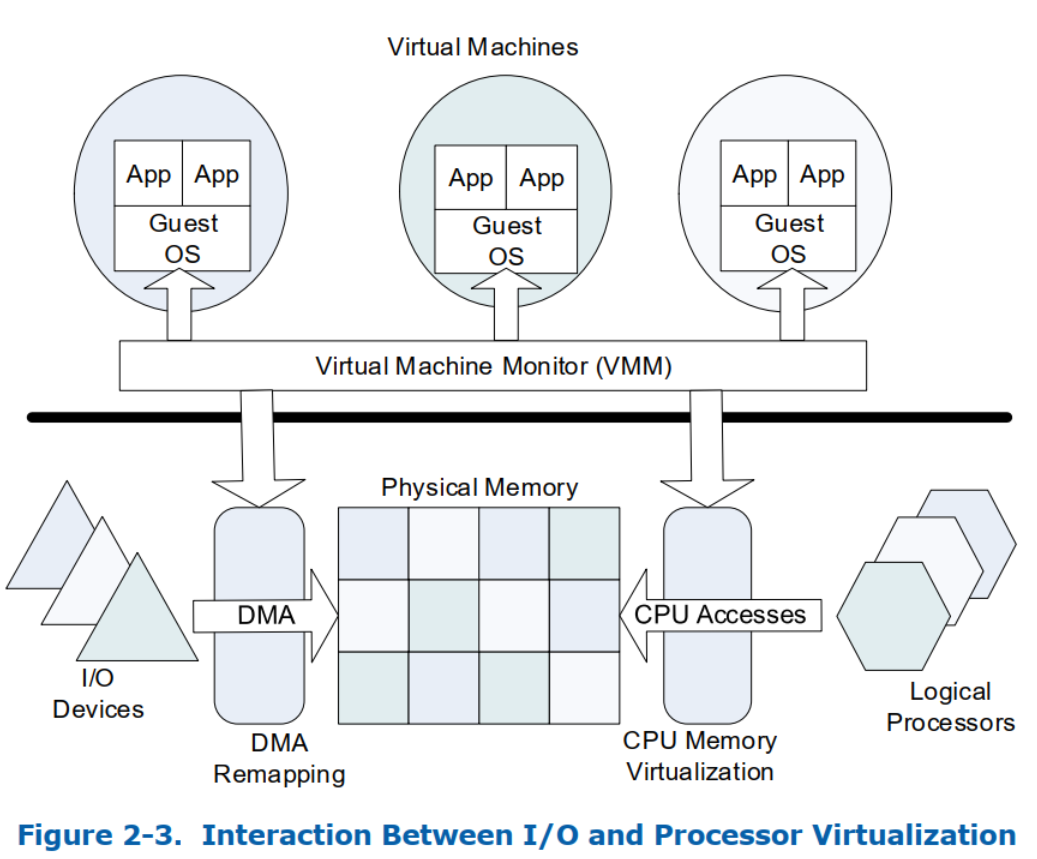 Virtual Machines
App App
Guest
OS
App App
Guest
OS
App App
Guest
OS
Virtual Machine Monitor (VMM)
Physical Memory
DMA
CPU Accesses
I/O
Devices
DMA
Remapping
CPU Memory
Virtualization
Logical
Processors
Figure 2-3. Interaction Between I/O and Processor Virtualization